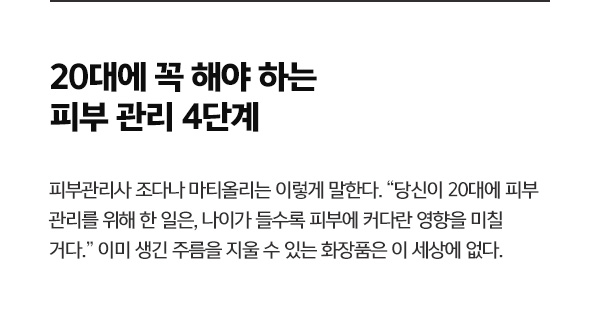 20대에 꼭 해야 하는
피부 관리 4단계
피부관리사 조다나 마티올리는 이렇게 말한다. “당신이 20대에 피부
관리를 위해 한 일은, 나이가 들수록 피부에 커다란 영향을 미칠
거다.” 이미 생긴 주름을 지울 수 있는 화장품은 이 세상에 없다.